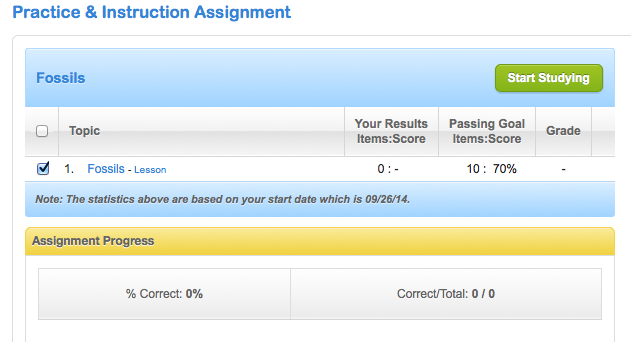 Practice & Instruction Assignment
Fossils
Start Studying
Topic
Your Results
Items:Score
Passing Goal
Items:Score
Grade
1. Fossils - Lesson 0 : - 10 : 70% -
Note: The statistics above are based on your start date which is 09/26/14.
Assignment Progress
% Correct: 0% Correct/Total: 0 / 0